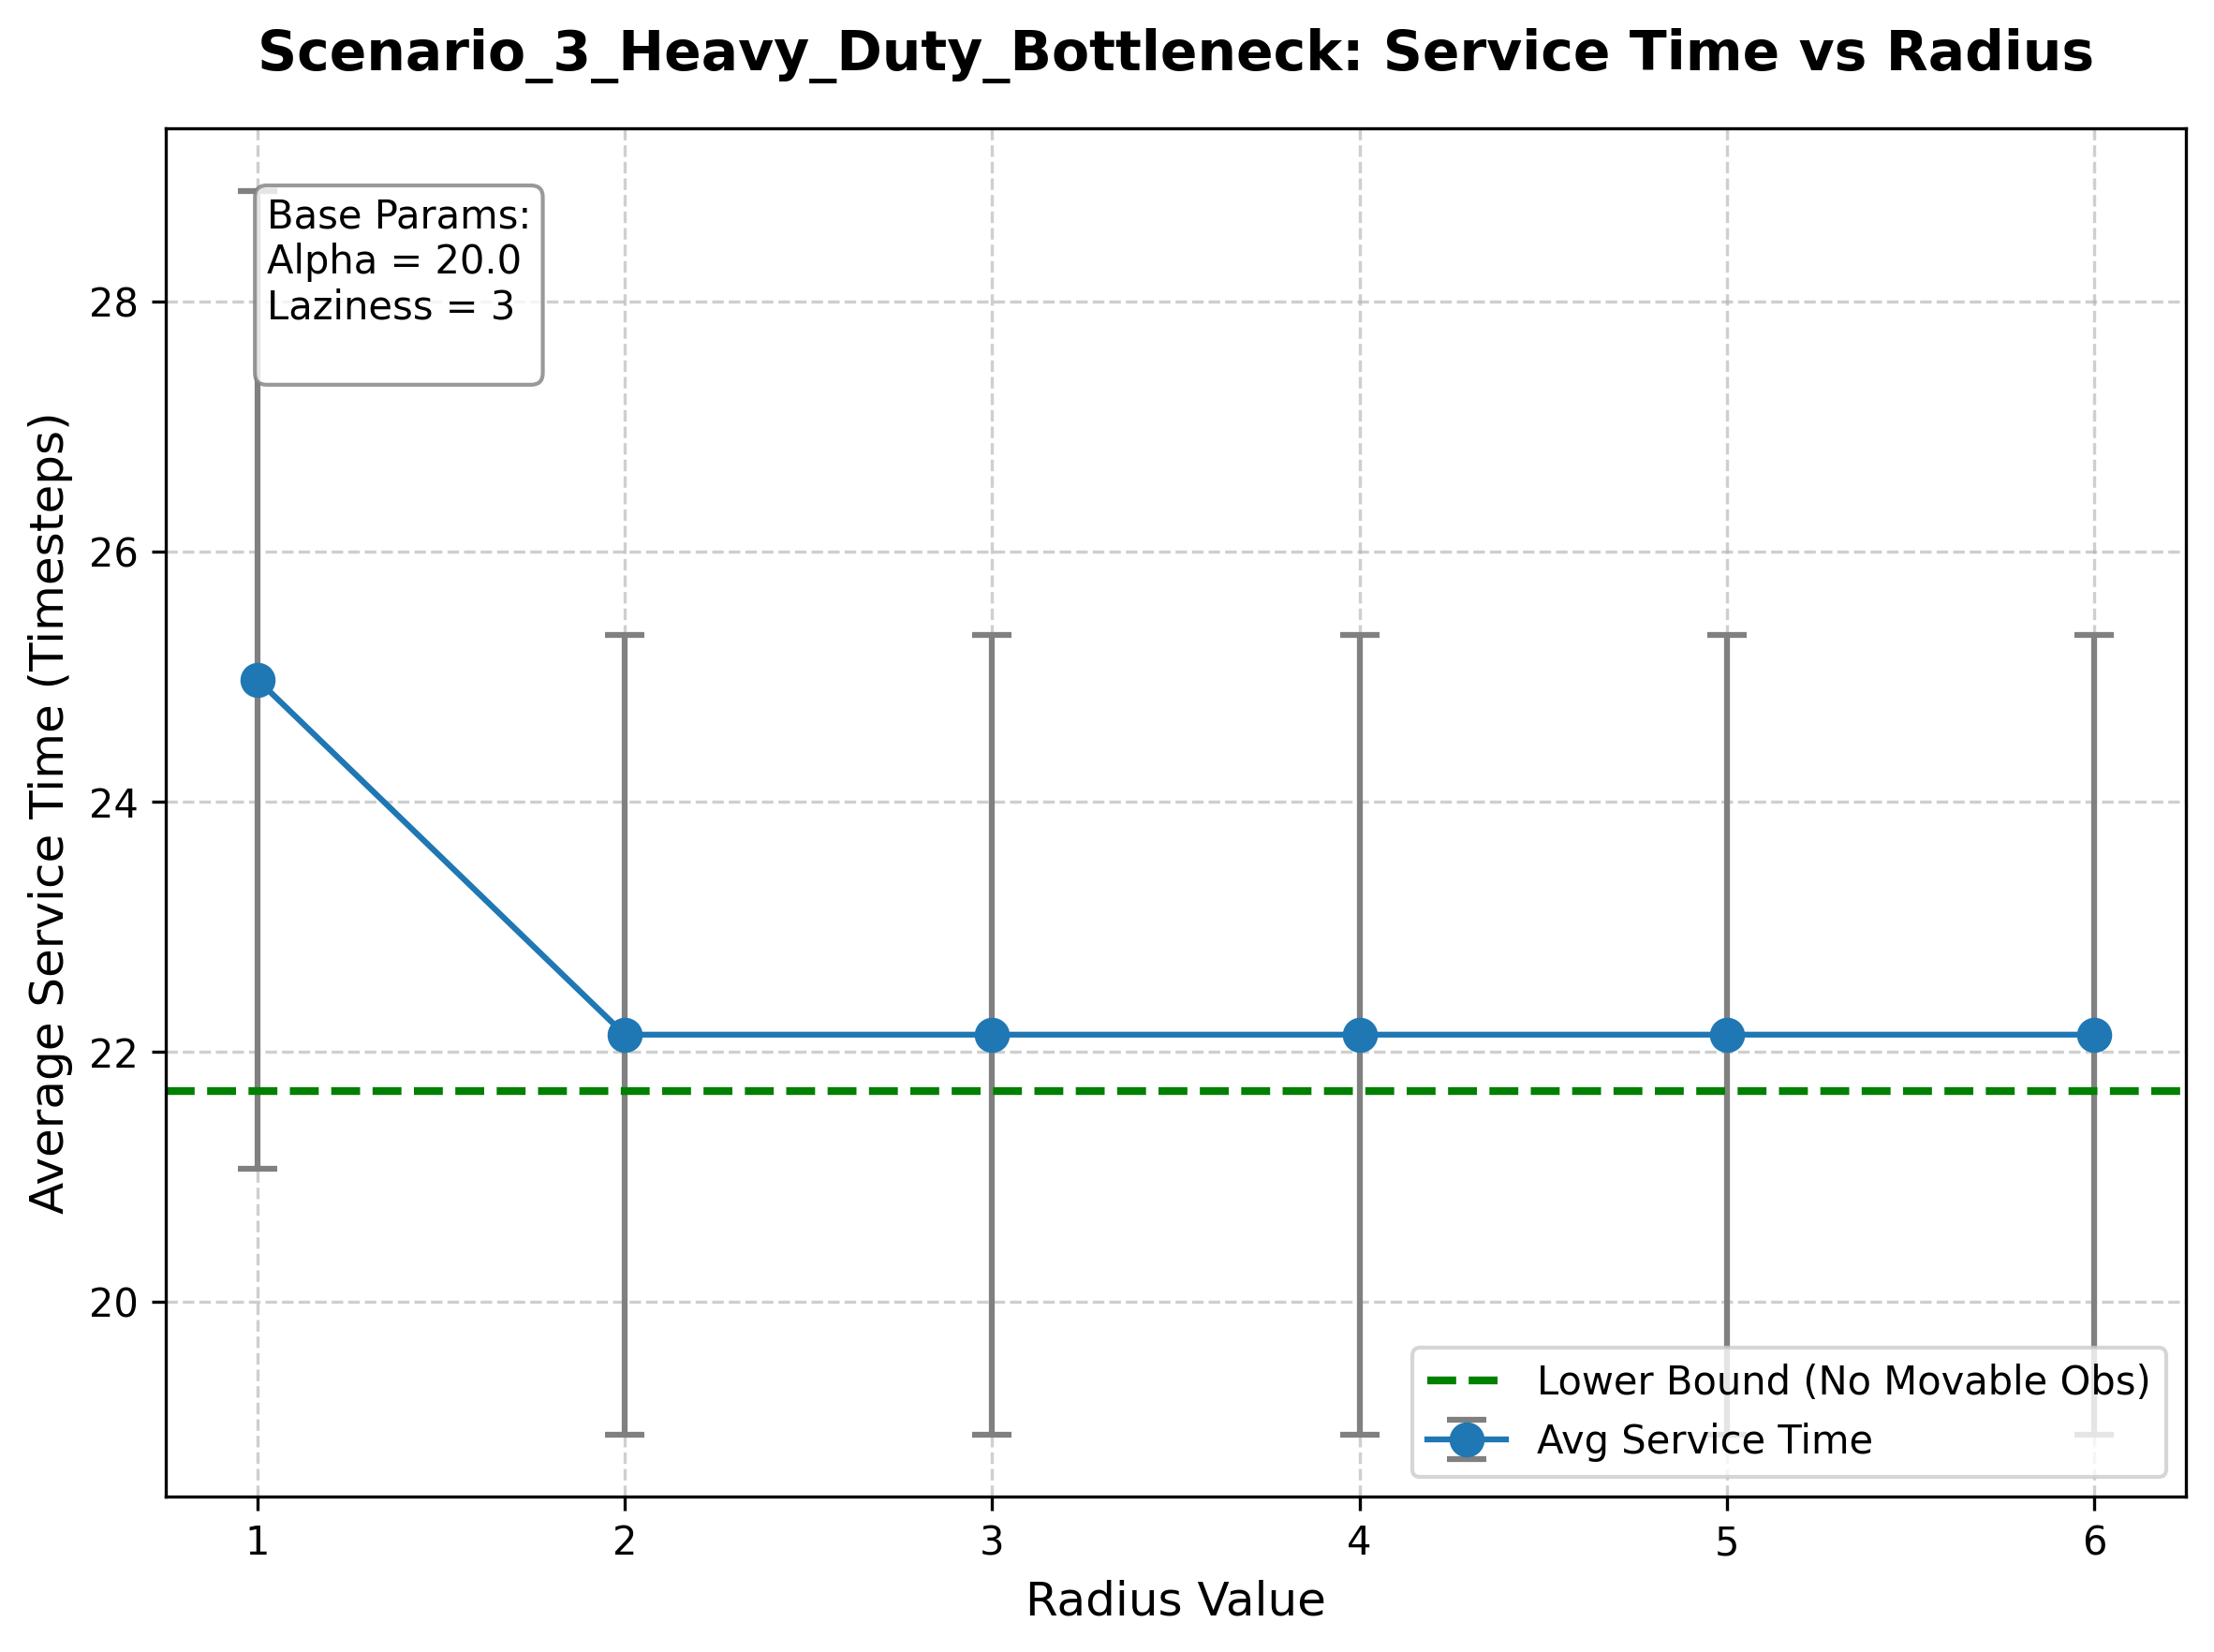 Scenario_3_Heavy_Duty_Bottleneck: Service Time vs Radius
Base Params:
Alpha = 20.0
Laziness = 3
Average Service Time (Timesteps)
28
26
24
22
20
Lower Bound (No Movable Obs)
Avg Service Time
1 2 3 4 5 6
Radius Value